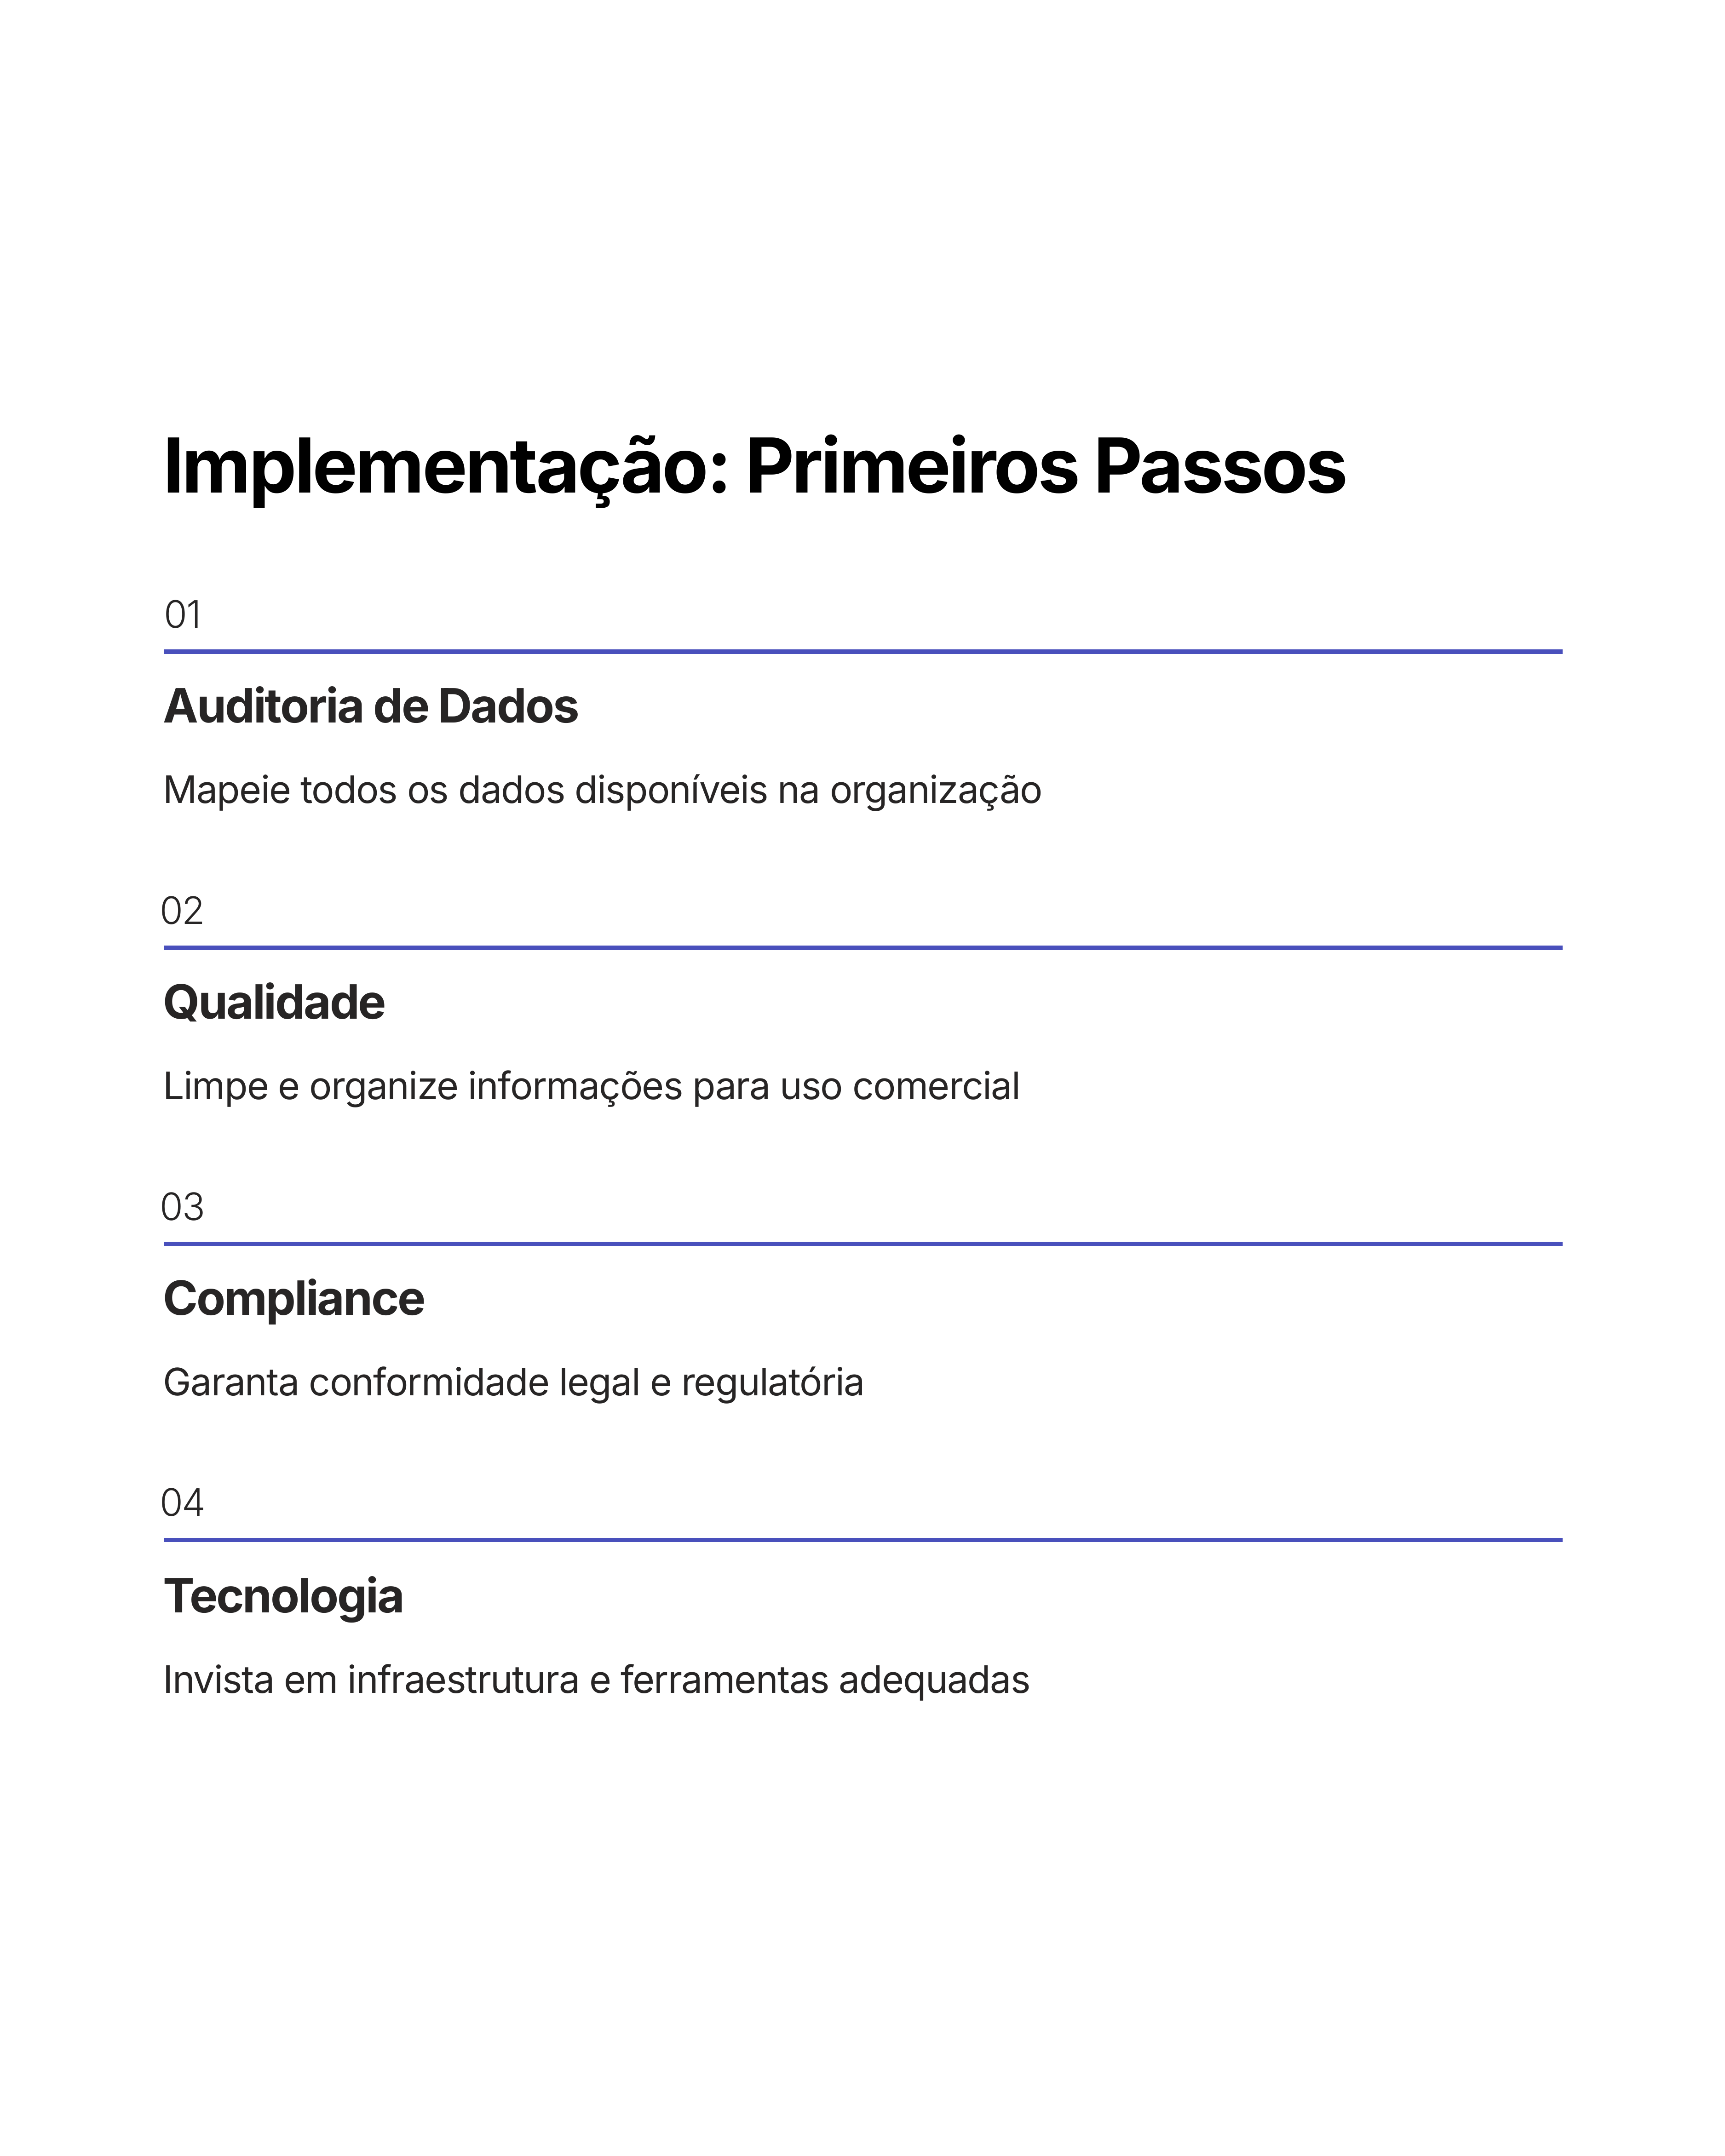 Implementação: Primeiros Passos
01
Auditoria de Dados
Mapeie todos os dados disponíveis na organização
02
Qualidade
Limpe e organize informações para uso comercial
03
Compliance
Garanta conformidade legal e regulatória
04
Tecnologia
Invista em infraestrutura e ferramentas adequadas